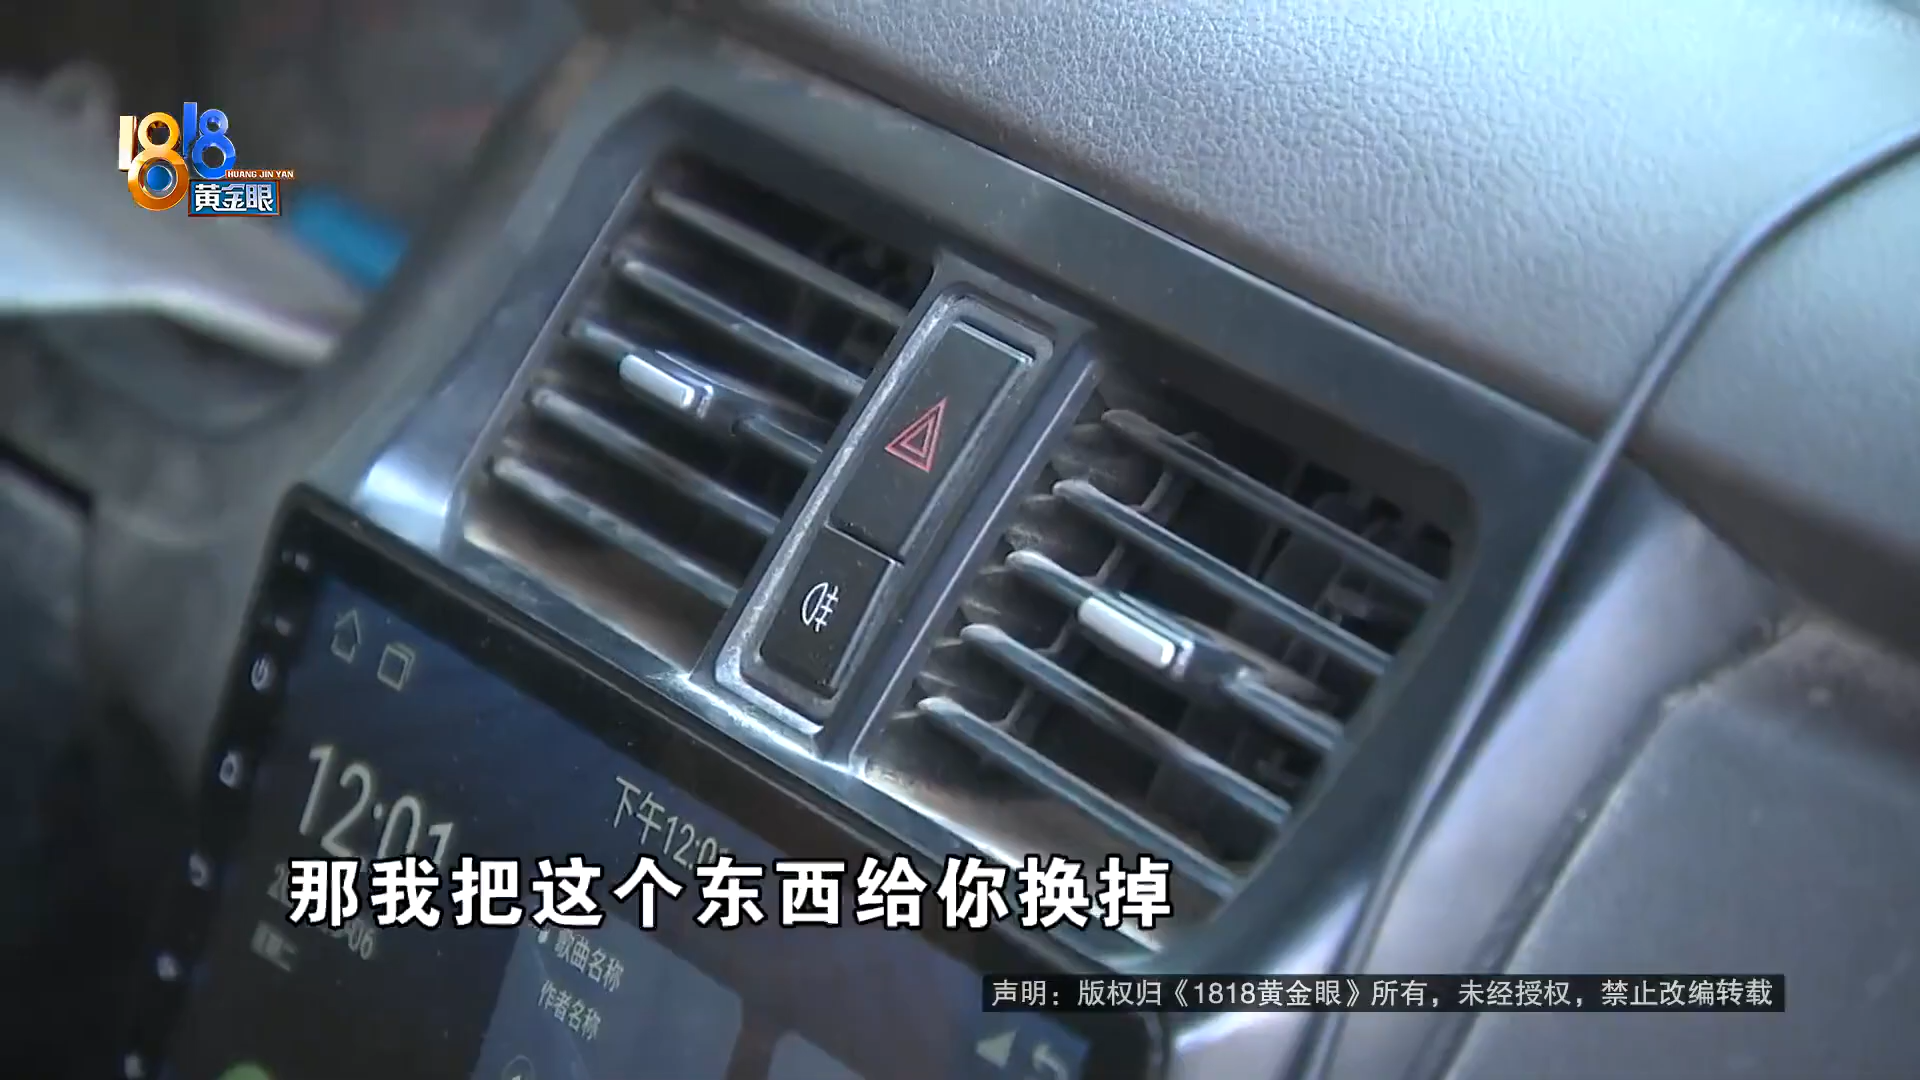 1818
HUANG JIN YAN
黄金眼
12:01
下午12:0
那我把这个东西给你换掉
歌曲名称
作者名称
声明：版权归《1818黄金眼》所有，未经授权，禁止改编转载